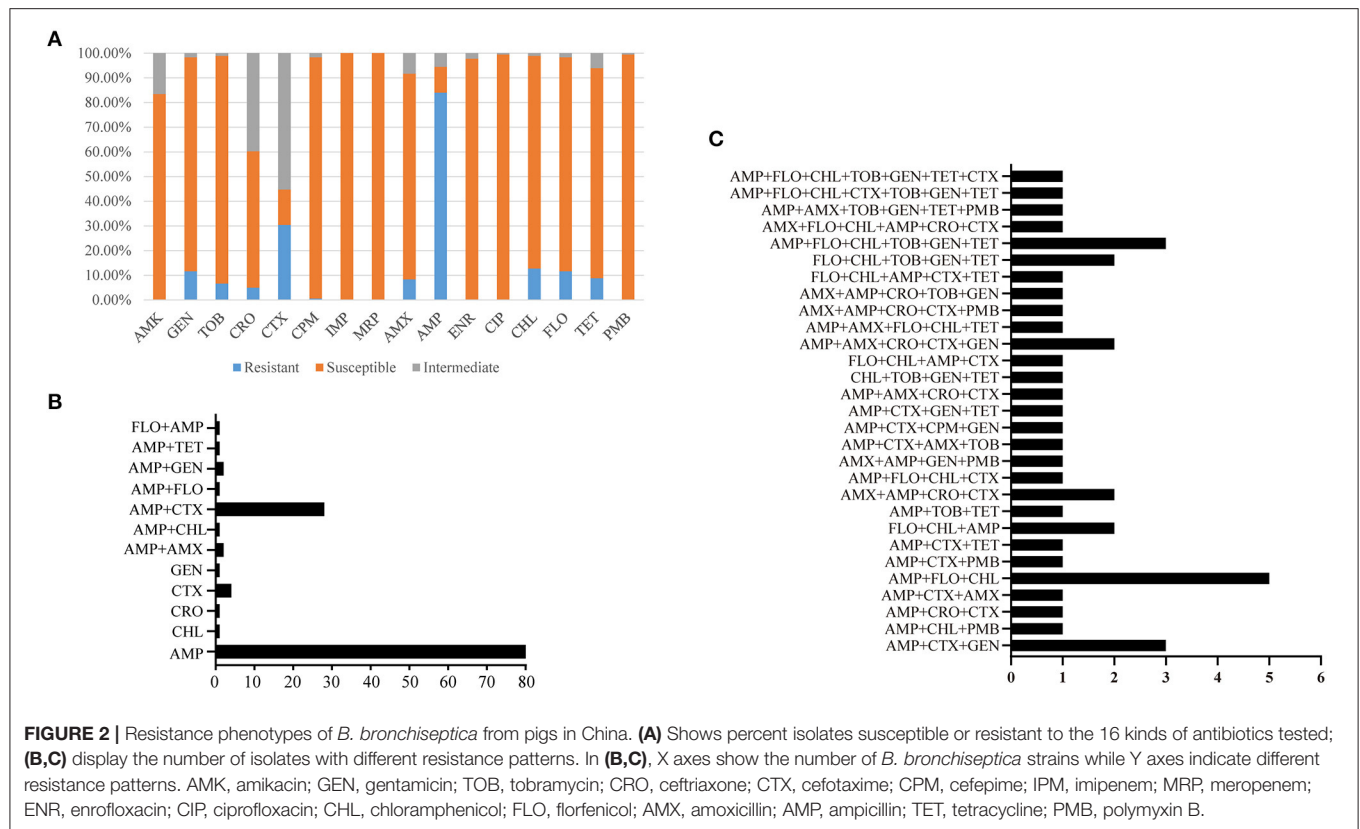 A
100.00%
90.00%
80.00%
70.00%
60.00%
50.00%
40.00%
30.00%
20.00%
10.00%
0.00%
AMK GEN TOB CRO CTX CPM IMP MRP AMX AMP ENR CIP CHL FLO TET PMB
Resistant Susceptible Intermediate
B
FLO+AMP
AMP+TET
AMP+GEN
AMP+FLO
AMP+CTX
AMP+CHL
AMP+AMX
GEN
CTX
CRO
CHL
AMP
0 10 20 30 40 50 60 70 80
C
AMP+FLO+CHL+TOB+GEN+TET+CTX
AMP+FLO+CHL+CTX+TOB+GEN+TET
AMP+AMX+TOB+GEN+TET+PMB
AMX+FLO+CHL+AMP+CRO+CTX
AMP+FLO+CHL+TOB+GEN+TET
FLO+CHL+TOB+GEN+TET
FLO+CHL+AMP+CTX+TET
AMX+AMP+CRO+TOB+GEN
AMX+AMP+CRO+CTX+PMB
AMP+AMX+FLO+CHL+TET
AMP+AMX+CRO+CTX+GEN
FLO+CHL+AMP+CTX
CHL+TOB+GEN+TET
AMP+AMX+CRO+CTX
AMP+CTX+GEN+TET
AMP+CTX+CPM+GEN
AMP+CTX+AMX+TOB
AMX+AMP+GEN+PMB
AMP+FLO+CHL+CTX
AMX+AMP+CRO+CTX
AMP+TOB+TET
FLO+CHL+AMP
AMP+CTX+TET
AMP+CTX+PMB
AMP+FLO+CHL
AMP+CTX+AMX
AMP+CRO+CTX
AMP+CHL+PMB
AMP+CTX+GEN
0 1 2 3 4 5 6
FIGURE 2 | Resistance phenotypes of B. bronchiseptica from pigs in China. (A) Shows percent isolates susceptible or resistant to the 16 kinds of antibiotics tested;
(B,C) display the number of isolates with different resistance patterns. In (B,C), X axes show the number of B. bronchiseptica strains while Y axes indicate different
resistance patterns. AMK, amikacin; GEN, gentamicin; TOB, tobramycin; CRO, ceftriaxone; CTX, cefotaxime; CPM, cefepime; IPM, imipenem; MRP, meropenem;
ENR, enrofloxacin; CIP, ciprofloxacin; CHL, chloramphenicol; FLO, florfenicol; AMX, amoxicillin; AMP, ampicillin; TET, tetracycline; PMB, polymyxin B.